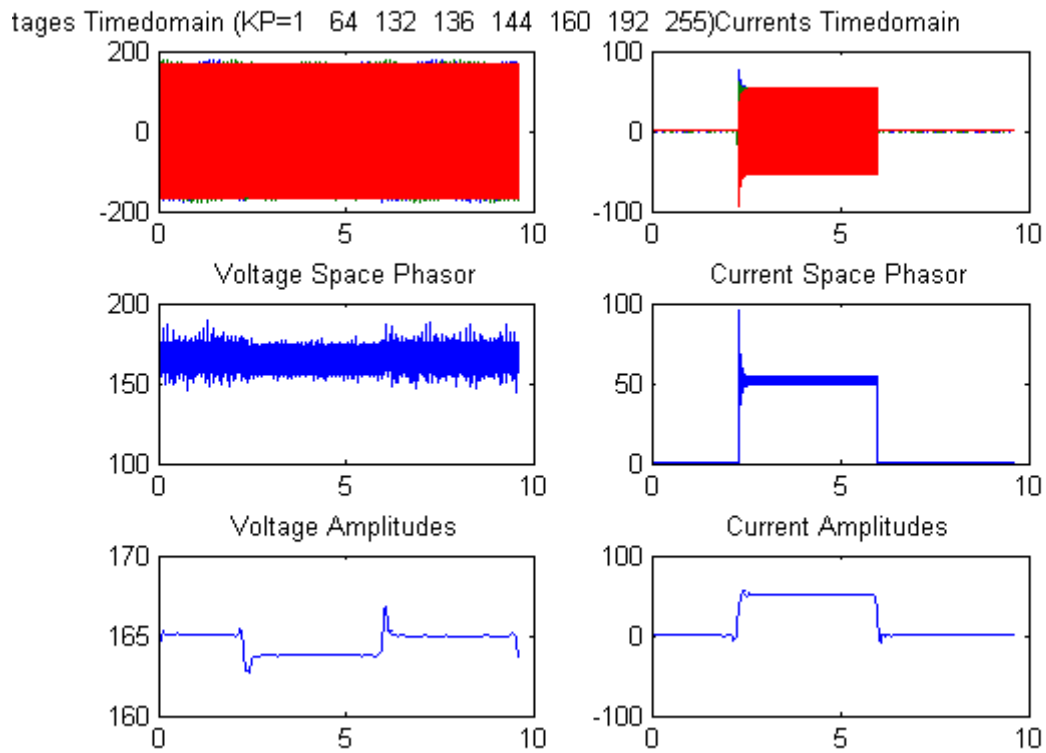 tages Timedomain (KP=1 64 132 136 144 160 192 255)Currents Timedomain
200
0
-200
0 5 10
100
0
-100
0 5 10
Voltage Space Phasor
200
150
100
0 5 10
Current Space Phasor
100
50
0
0 5 10
Voltage Amplitudes
170
165
160
0 5 10
Current Amplitudes
100
0
-100
0 5 10